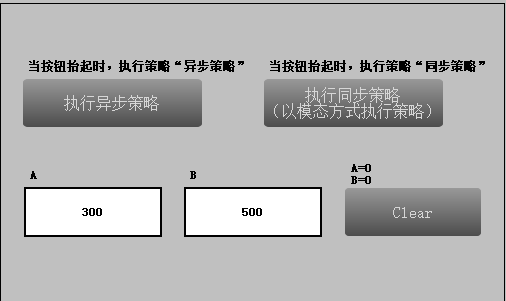 当按钮抬起时，执行策略“异步策略”
当按钮抬起时，执行策略“同步策略”
执行异步策略
执行同步策略
（以模态方式执行策略）
A
B
A=0
B=0
300
500
Clear